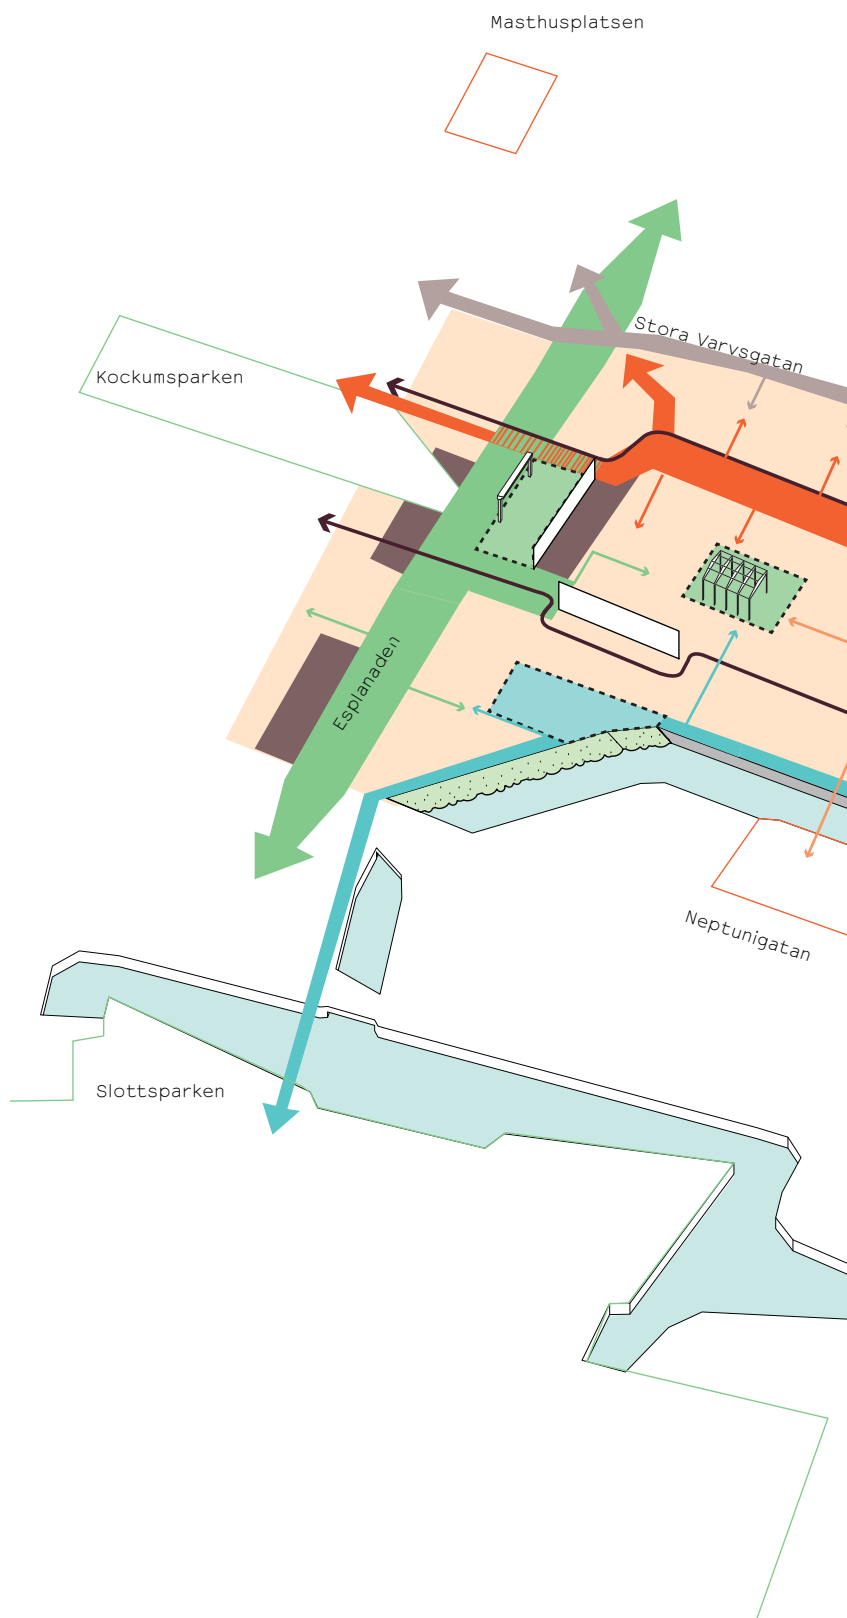 Masthusplatsen
Stora Varvsgatan
Kockumsparken
Esplanaden
Neptunigatan
Slottsparken